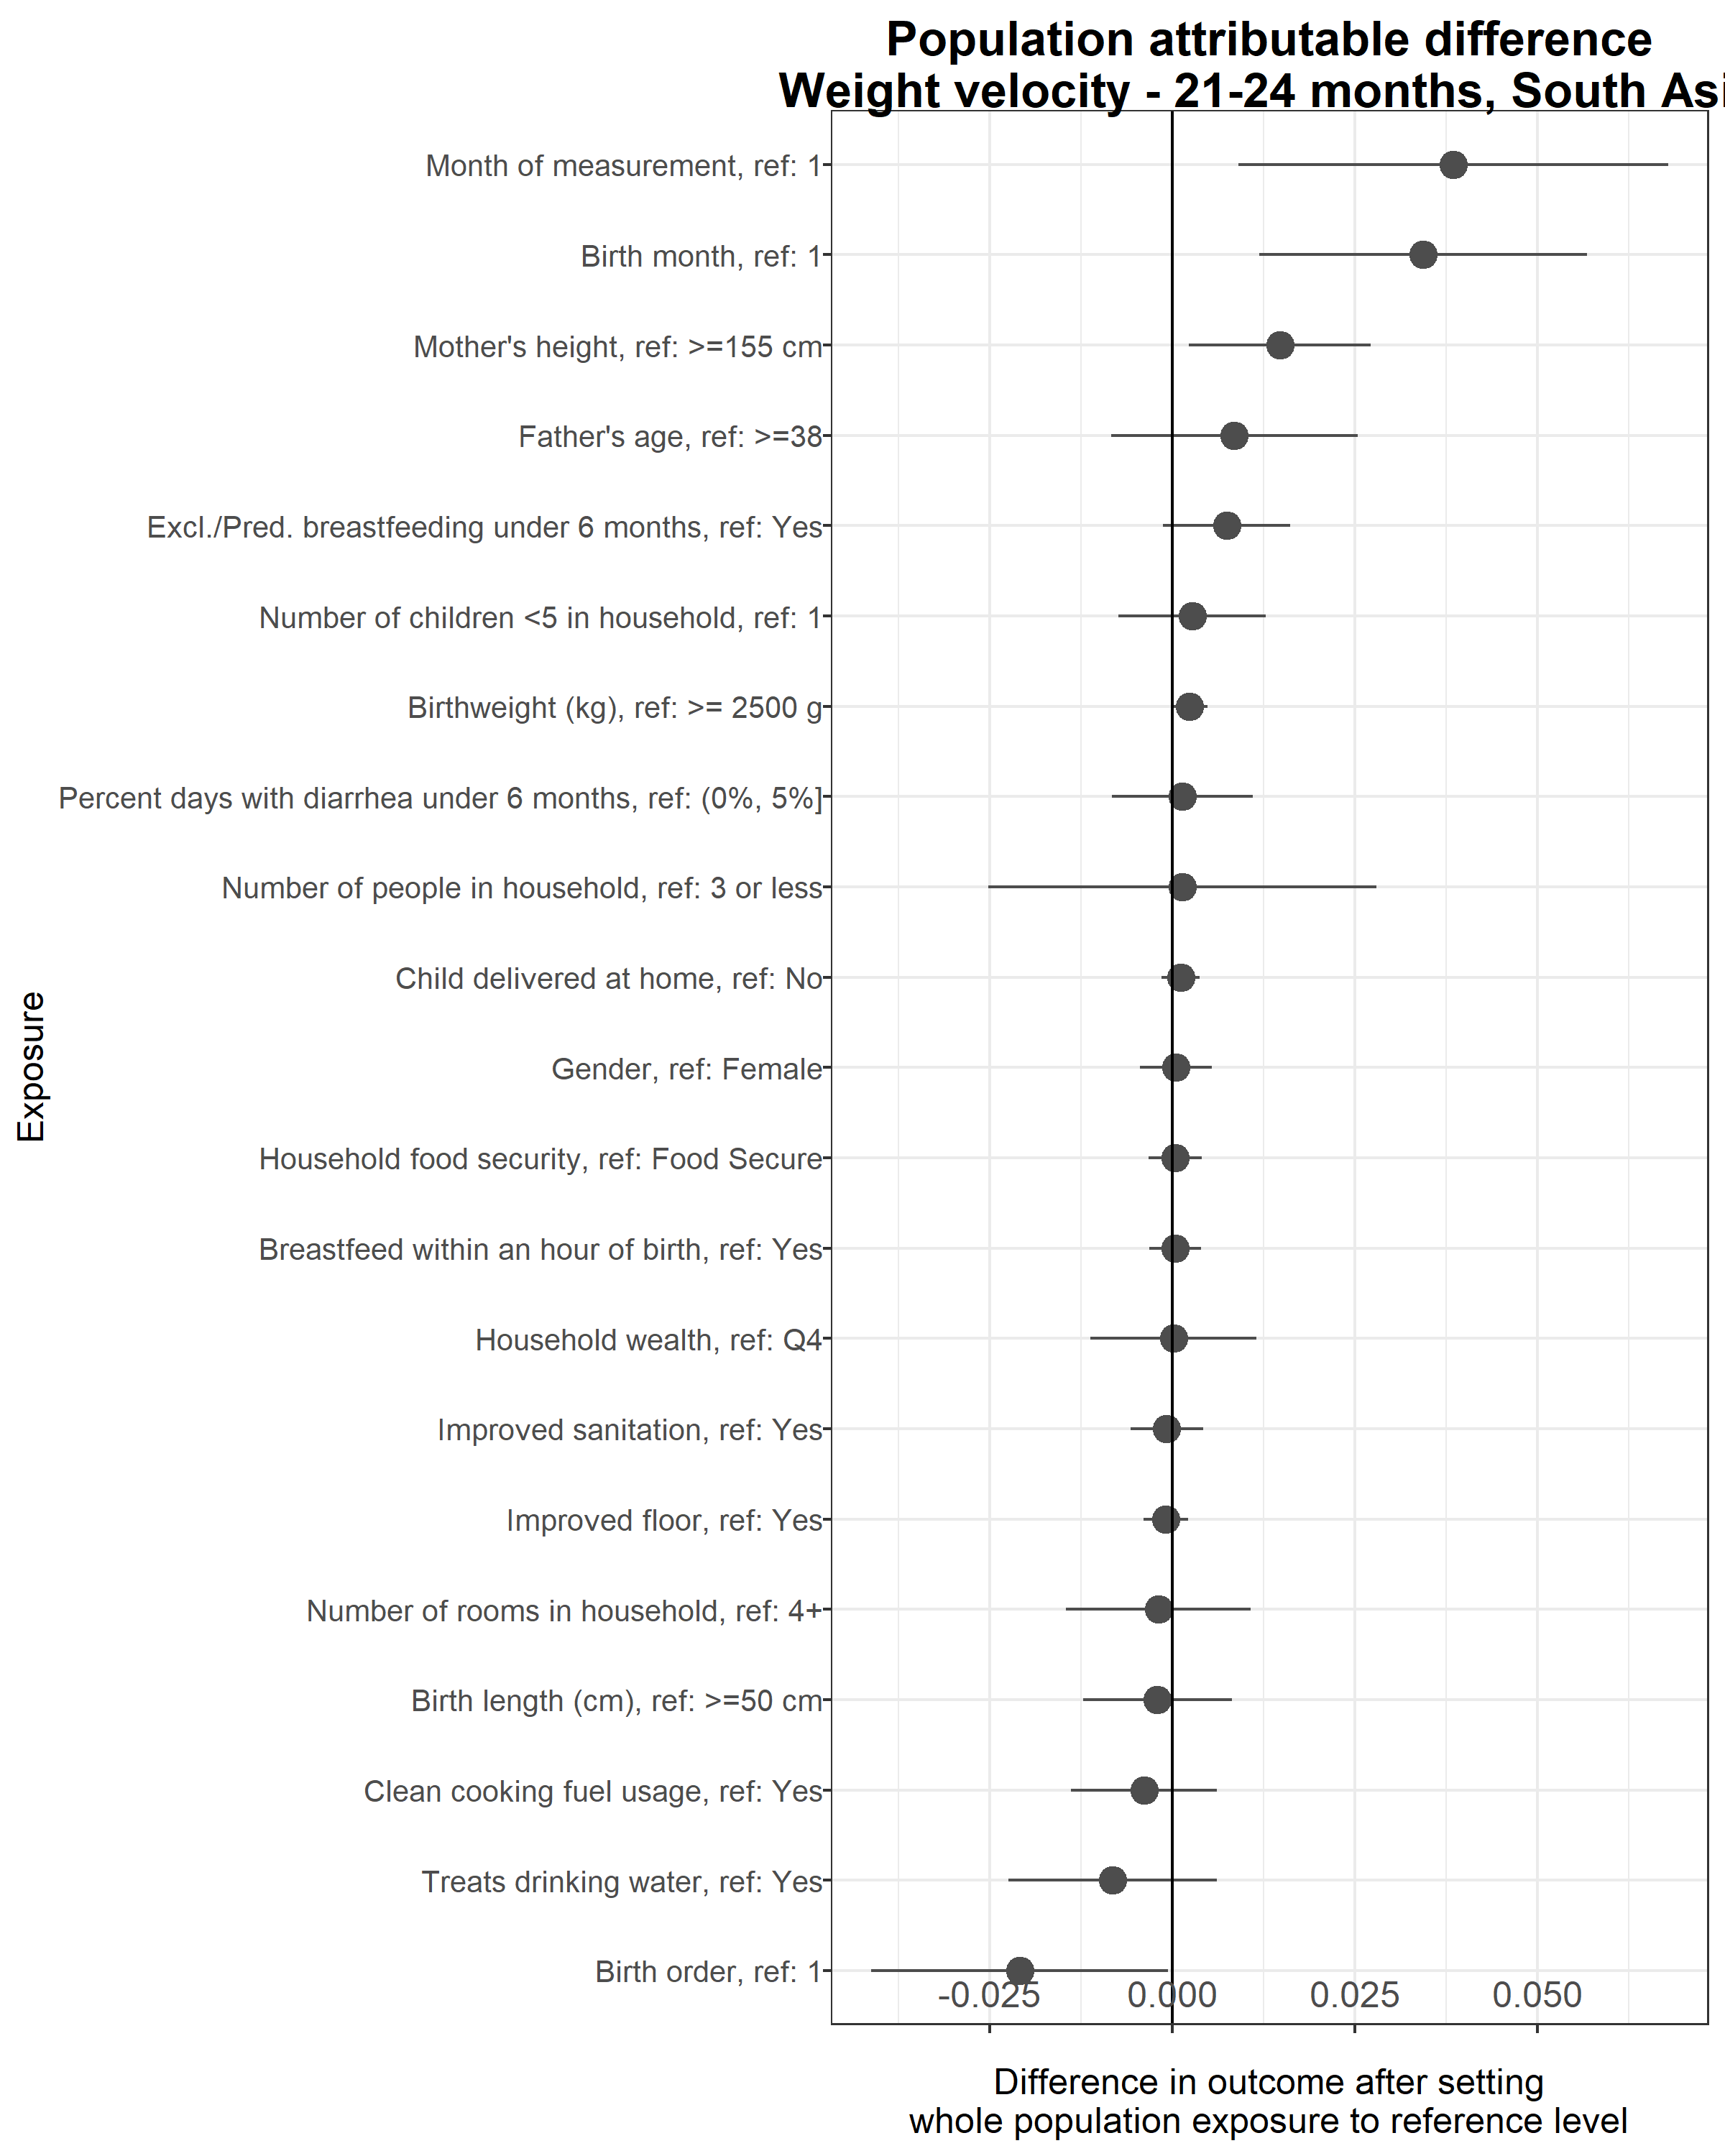 Population attributable difference
Weight velocity - 21-24 months, South Asi
Month of measurement, ref: 1
Birth month, ref: 1
Mother's height, ref: >=155 cm
Father's age, ref: >=38
Excl./Pred. breastfeeding under 6 months, ref: Yes
Number of children <5 in household, ref: 1
Birthweight (kg), ref: >= 2500 g
Percent days with diarrhea under 6 months, ref: (0%, 5%]
Number of people in household, ref: 3 or less
Child delivered at home, ref: No
Gender, ref: Female
Household food security, ref: Food Secure
Breastfeed within an hour of birth, ref: Yes
Household wealth, ref: Q4
Improved sanitation, ref: Yes
Improved floor, ref: Yes
Number of rooms in household, ref: 4+
Birth length (cm), ref: >=50 cm
Clean cooking fuel usage, ref: Yes
Treats drinking water, ref: Yes
Birth order, ref: 1
Exposure
-0.025 0.000 0.025 0.050
Difference in outcome after setting
whole population exposure to reference level